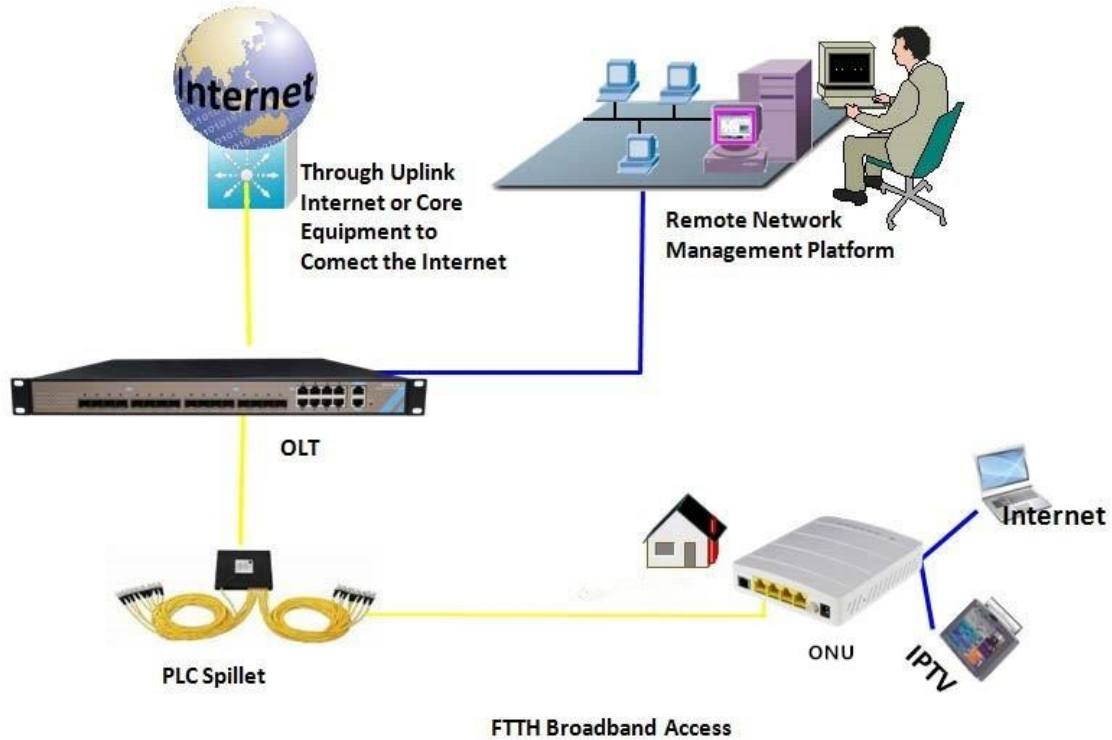 Internet
Through Uplink
Internet or Core
Equipment to
Comect the Internet
Remote Network
Management Platform
OLT
Internet
ONU
IPTV
PLC Spillet
FTTH Broadband Access